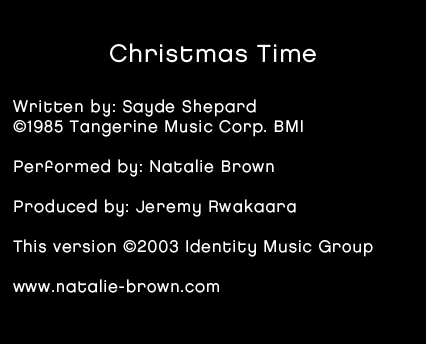 Christmas Time
Written by: Sayde Shepard
©1985 Tangerine Music Corp. BMI
Performed by: Natalie Brown
Produced by: Jeremy Rwakaara
This version ©2003 Identity Music Group
www.natalie-brown.com